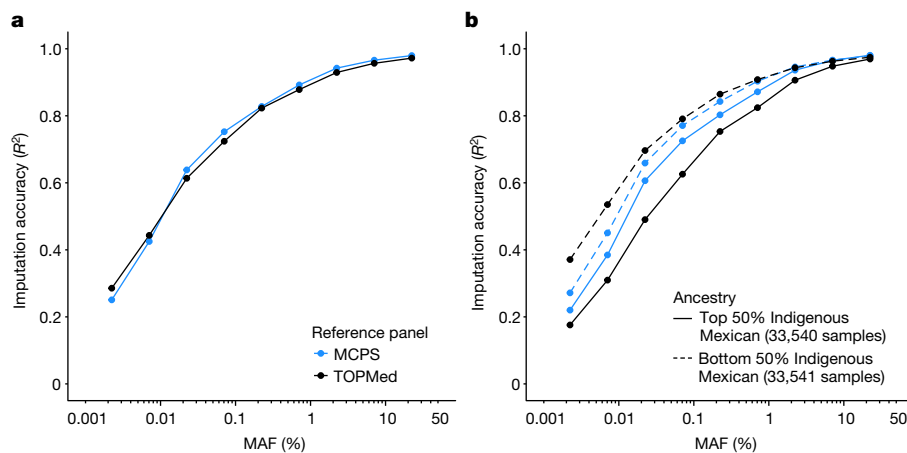 a
Imputation accuracy (R²)
1.0
0.8
0.6
0.4
0.2
0
0.001
0.01
0.1
1
10
50
MAF (%)
Reference panel
MCPS
TOPMed
b
Imputation accuracy (R²)
1.0
0.8
0.6
0.4
0.2
0
0.001
0.01
0.1
1
10
50
MAF (%)
Ancestry
Top 50% Indigenous
Mexican (33,540 samples)
Bottom 50% Indigenous
Mexican (33,541 samples)